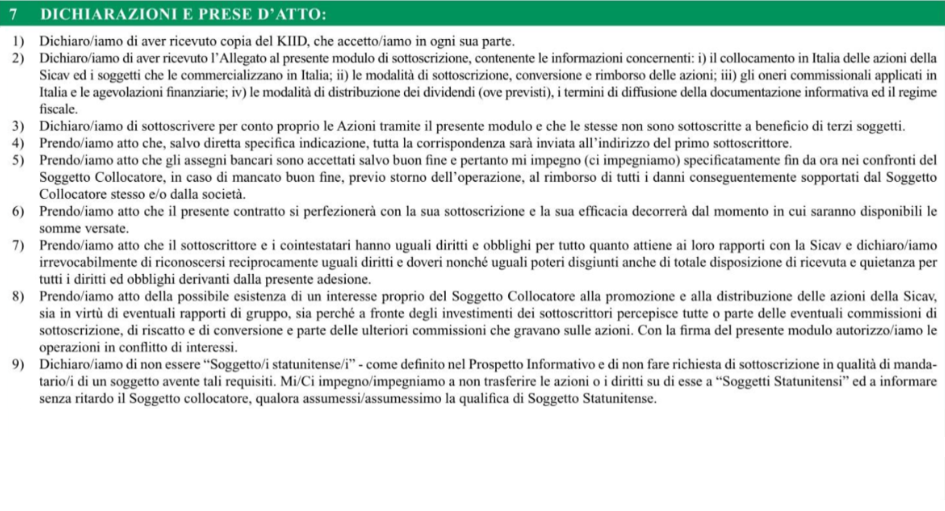 7 DICHIARAZIONI E PRESE D'ATTO:
1) Dichiaro/iamo di aver ricevuto copia del KIID, che accetto/iamo in ogni sua parte.
2) Dichiaro/iamo di aver ricevuto l'Allegato al presente modulo di sottoscrizione, contenente le informazioni concernenti: i) il collocamento in Italia delle azioni della
Sicav ed i soggetti che le commercializzano in Italia; ii) le modalità di sottoscrizione, conversione e rimborso delle azioni; iii) gli oneri commissionali applicati in
Italia e le agevolazioni finanziarie; iv) le modalità di distribuzione dei dividendi (ove previsti), i termini di diffusione della documentazione informativa ed il regime
fiscale.
3) Dichiaro/iamo di sottoscrivere per conto proprio le Azioni tramite il presente modulo e che le stesse non sono sottoscritte a beneficio di terzi soggetti.
4) Prendo/iamo atto che, salvo diretta specifica indicazione, tutta la corrispondenza sarà inviata all'indirizzo del primo sottoscrittore.
5) Prendo/iamo atto che gli assegni bancari sono accettati salvo buon fine e pertanto mi impegno (ci impegniamo) specificatamente fin da ora nei confronti del
Soggetto Collocatore, in caso di mancato buon fine, previo storno dell'operazione, al rimborso di tutti i danni conseguentemente sopportati dal Soggetto
Collocatore stesso e/o dalla società.
6) Prendo/iamo atto che il presente contratto si perfezionerà con la sua sottoscrizione e la sua efficacia decorrerà dal momento in cui saranno disponibili le
somme versate.
7) Prendo/iamo atto che il sottoscrittore e i cointestatari hanno uguali diritti e obblighi per tutto quanto attiene ai loro rapporti con la Sicav e dichiaro/iamo
irrevocabilmente di riconoscersi reciprocamente uguali diritti e doveri nonché uguali poteri disgiunti anche di totale disposizione di ricevuta e quietanza per
tutti i diritti ed obblighi derivanti dalla presente adesione.
8) Prendo/iamo atto della possibile esistenza di un interesse proprio del Soggetto Collocatore alla promozione e alla distribuzione delle azioni della Sicav,
sia in virtù di eventuali rapporti di gruppo, sia perché a fronte degli investimenti dei sottoscrittori percepisce tutte o parte delle eventuali commissioni di
sottoscrizione, di riscatto e di conversione e parte delle ulteriori commissioni che gravano sulle azioni. Con la firma del presente modulo autorizzo/iamo le
operazioni in conflitto di interessi.
9) Dichiaro/iamo di non essere “Soggetto/i statunitense/i” - come definito nel Prospetto Informativo e di non fare richiesta di sottoscrizione in qualità di manda-
tario/i di un soggetto avente tali requisiti. Mi/Ci impegno/impegniamo a non trasferire le azioni o i diritti su di esse a “Soggetti Statunitensi” ed a informare
senza ritardo il Soggetto collocatore, qualora assumessi/assumessimo la qualifica di Soggetto Statunitense.